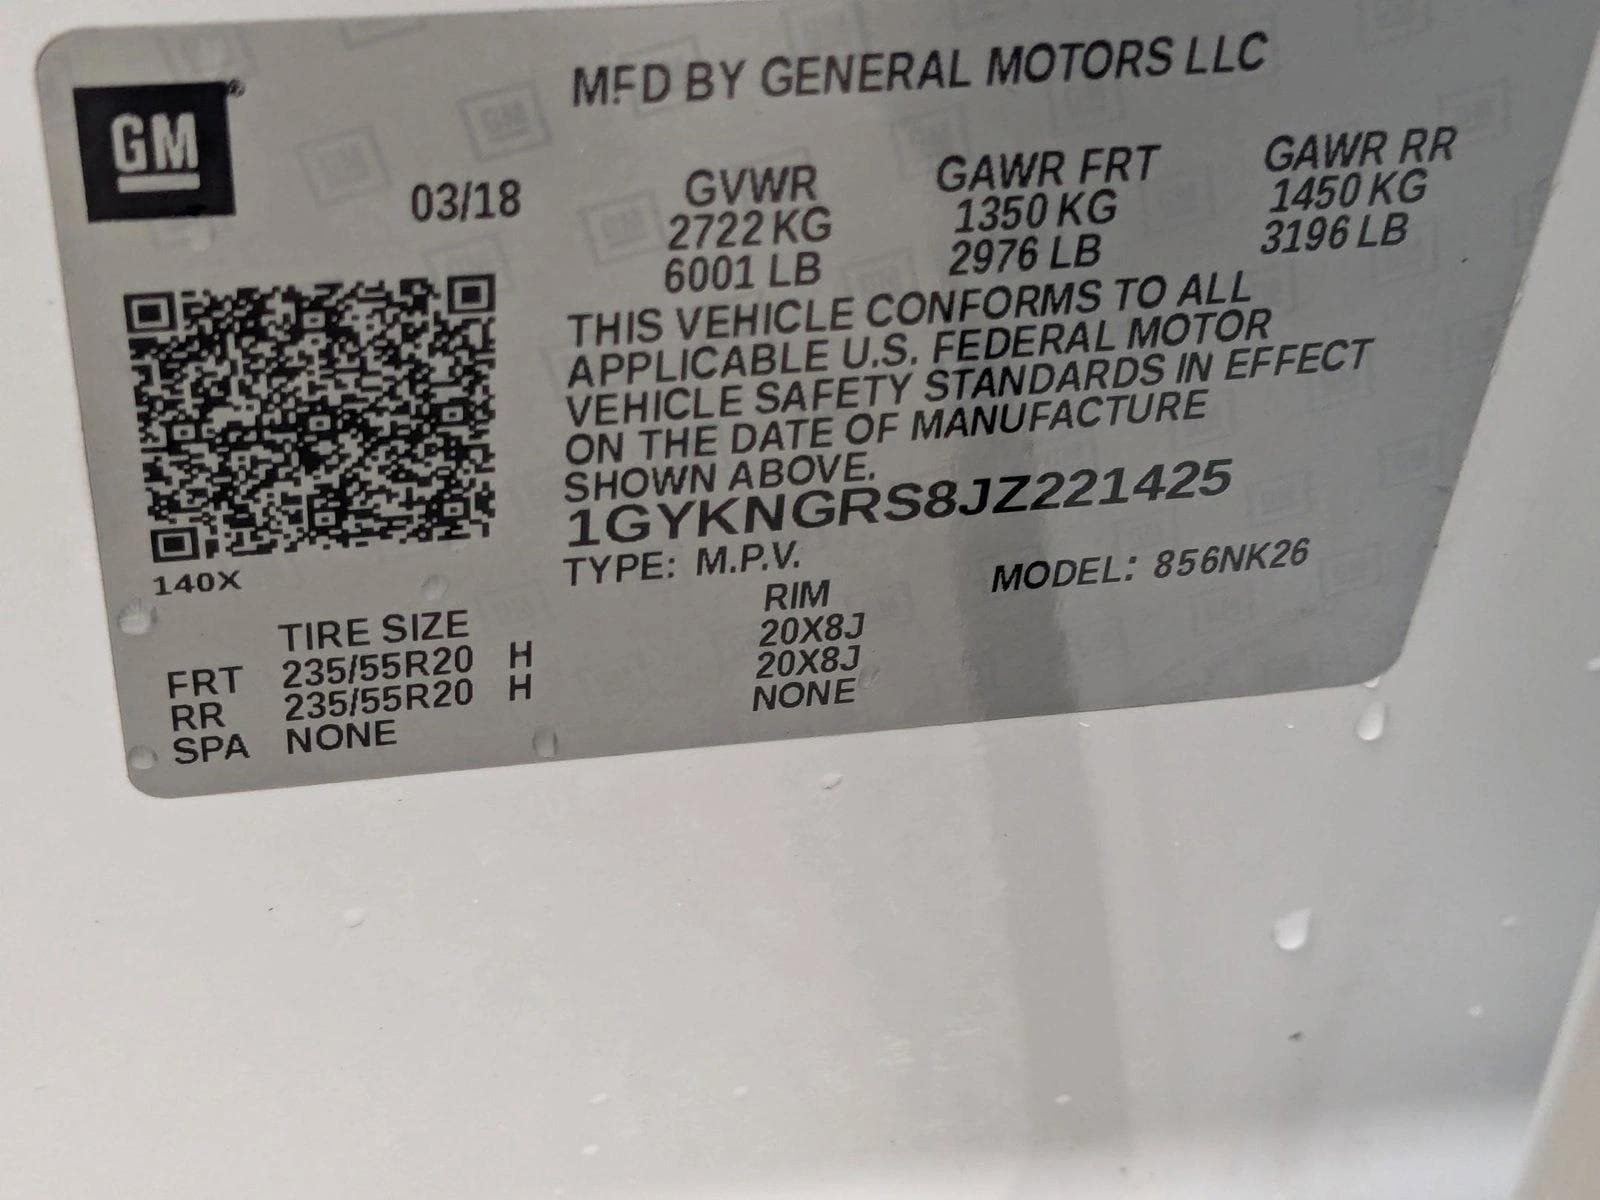 GM
MFD BY GENERAL MOTORS LLC
03/18
GVWR GAWR FRT GAWR RR
2722 KG 1350 KG 1450 KG
6001 LB 2976 LB 3196 LB
THIS VEHICLE CONFORMS TO ALL
APPLICABLE U.S. FEDERAL MOTOR
VEHICLE SAFETY STANDARDS IN EFFECT
ON THE DATE OF MANUFACTURE
SHOWN ABOVE.
1GYKNGRS8JZ221425
140X
TYPE: M.P.V. MODEL: 856NK26
TIRE SIZE RIM
FRT 235/55R20 H 20X8J
RR 235/55R20 H 20X8J
SPA NONE NONE